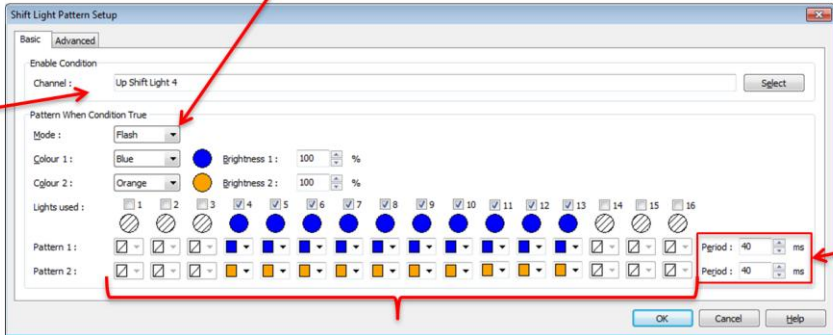 Shift Light Pattern Setup
Basic Advanced
Enable Condition
Channel : Up Shift Light 4 Select
Pattern When Condition True
Mode : Flash
Colour 1 : Blue Brightness 1 : 100 %
Colour 2 : Orange Brightness 2 : 100 %
Lights used : 1 2 3 4 5 6 7 8 9 10 11 12 13 14 15 16
Pattern 1 : Period : 40 ms
Pattern 2 : Period : 40 ms
OK Cancel Help